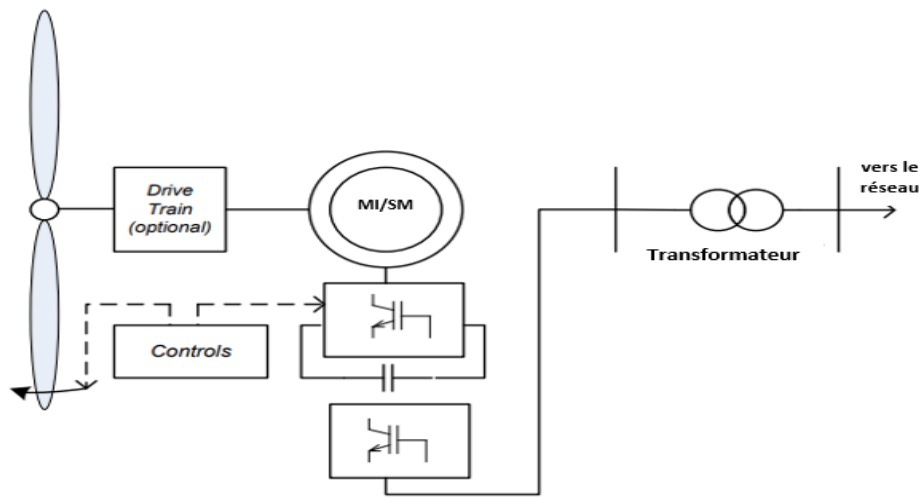 Drive
Train
(optional)
MI/SM
vers le
réseau
Transformateur
Controls